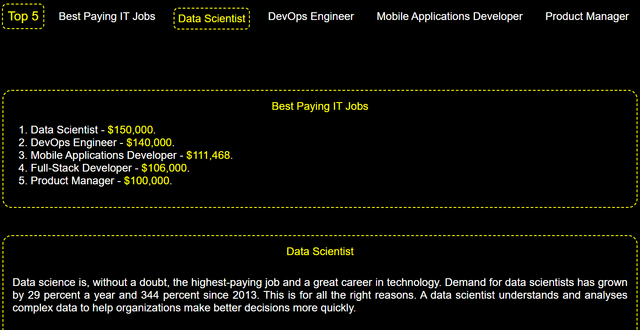 Top 5 Best Paying IT Jobs Data Scientist DevOps Engineer Mobile Applications Developer Product Manager
Best Paying IT Jobs
1. Data Scientist - $150,000.
2. DevOps Engineer - $140,000.
3. Mobile Applications Developer - $111,468.
4. Full-Stack Developer - $106,000.
5. Product Manager - $100,000.
Data Scientist
Data science is, without a doubt, the highest-paying job and a great career in technology. Demand for data scientists has grown
by 29 percent a year and 344 percent since 2013. This is for all the right reasons. A data scientist understands and analyses
complex data to help organizations make better decisions more quickly.